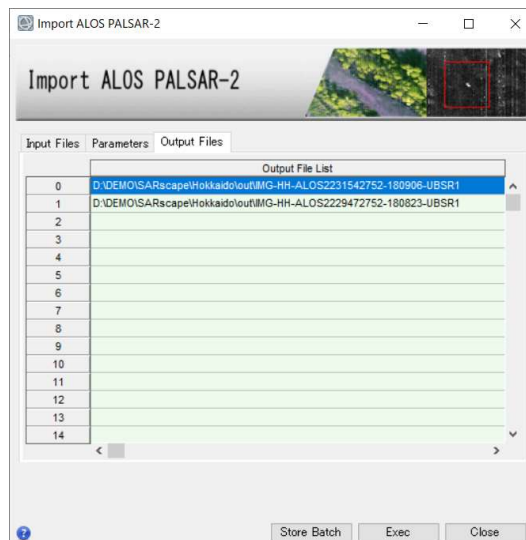 Import ALOS PALSAR-2
Import ALOS PALSAR-2
Input Files Parameters Output Files
Output File List
0 D:\DEMO\SARscape\Hokkaido\out\IMG-HH-ALOS2231542752-180906-UBSR1
1 D:\DEMO\SARscape\Hokkaido\out\IMG-HH-ALOS2229472752-180823-UBSR1
2
3
4
5
6
7
8
9
10
11
12
13
14
? Store Batch Exec Close